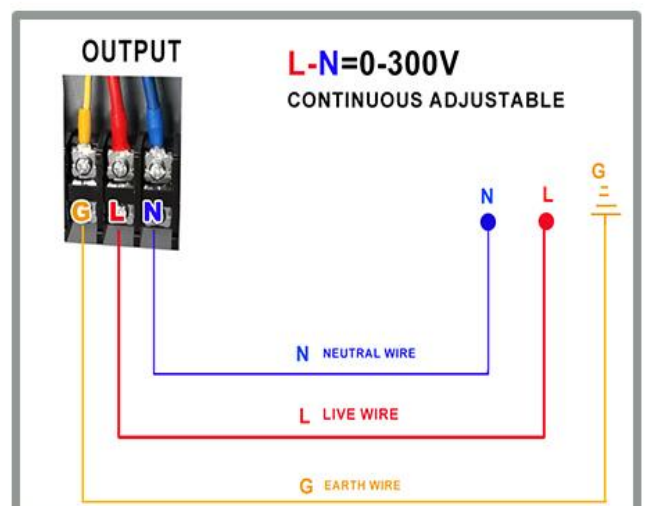 OUTPUT
L-N=0-300V
CONTINUOUS ADJUSTABLE
G L N
N L G
N NEUTRAL WIRE
L LIVE WIRE
G EARTH WIRE